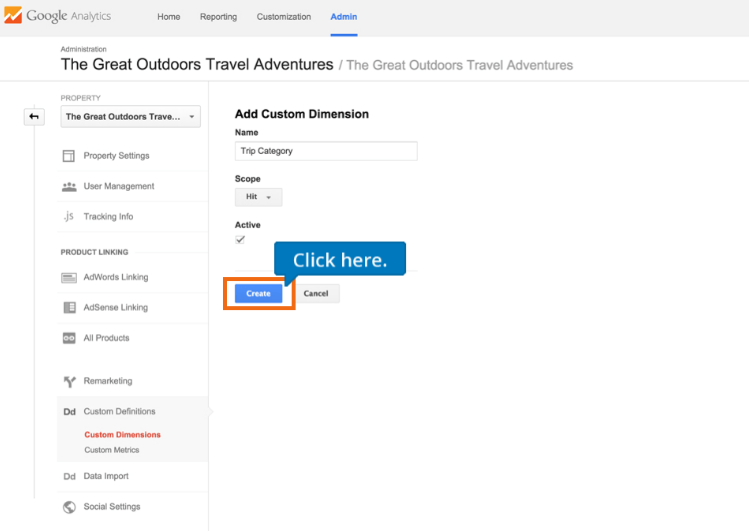 Google Analytics
Home Reporting Customization Admin
Administration
The Great Outdoors Travel Adventures / The Great Outdoors Travel Adventures
PROPERTY
The Great Outdoors Trave...
Property Settings
User Management
.js Tracking Info
PRODUCT LINKING
AdWords Linking
AdSense Linking
All Products
Remarketing
Dd Custom Definitions
Custom Dimensions
Custom Metrics
Dd Data Import
Social Settings
Add Custom Dimension
Name
Trip Category
Scope
Hit
Active
Click here.
Create Cancel